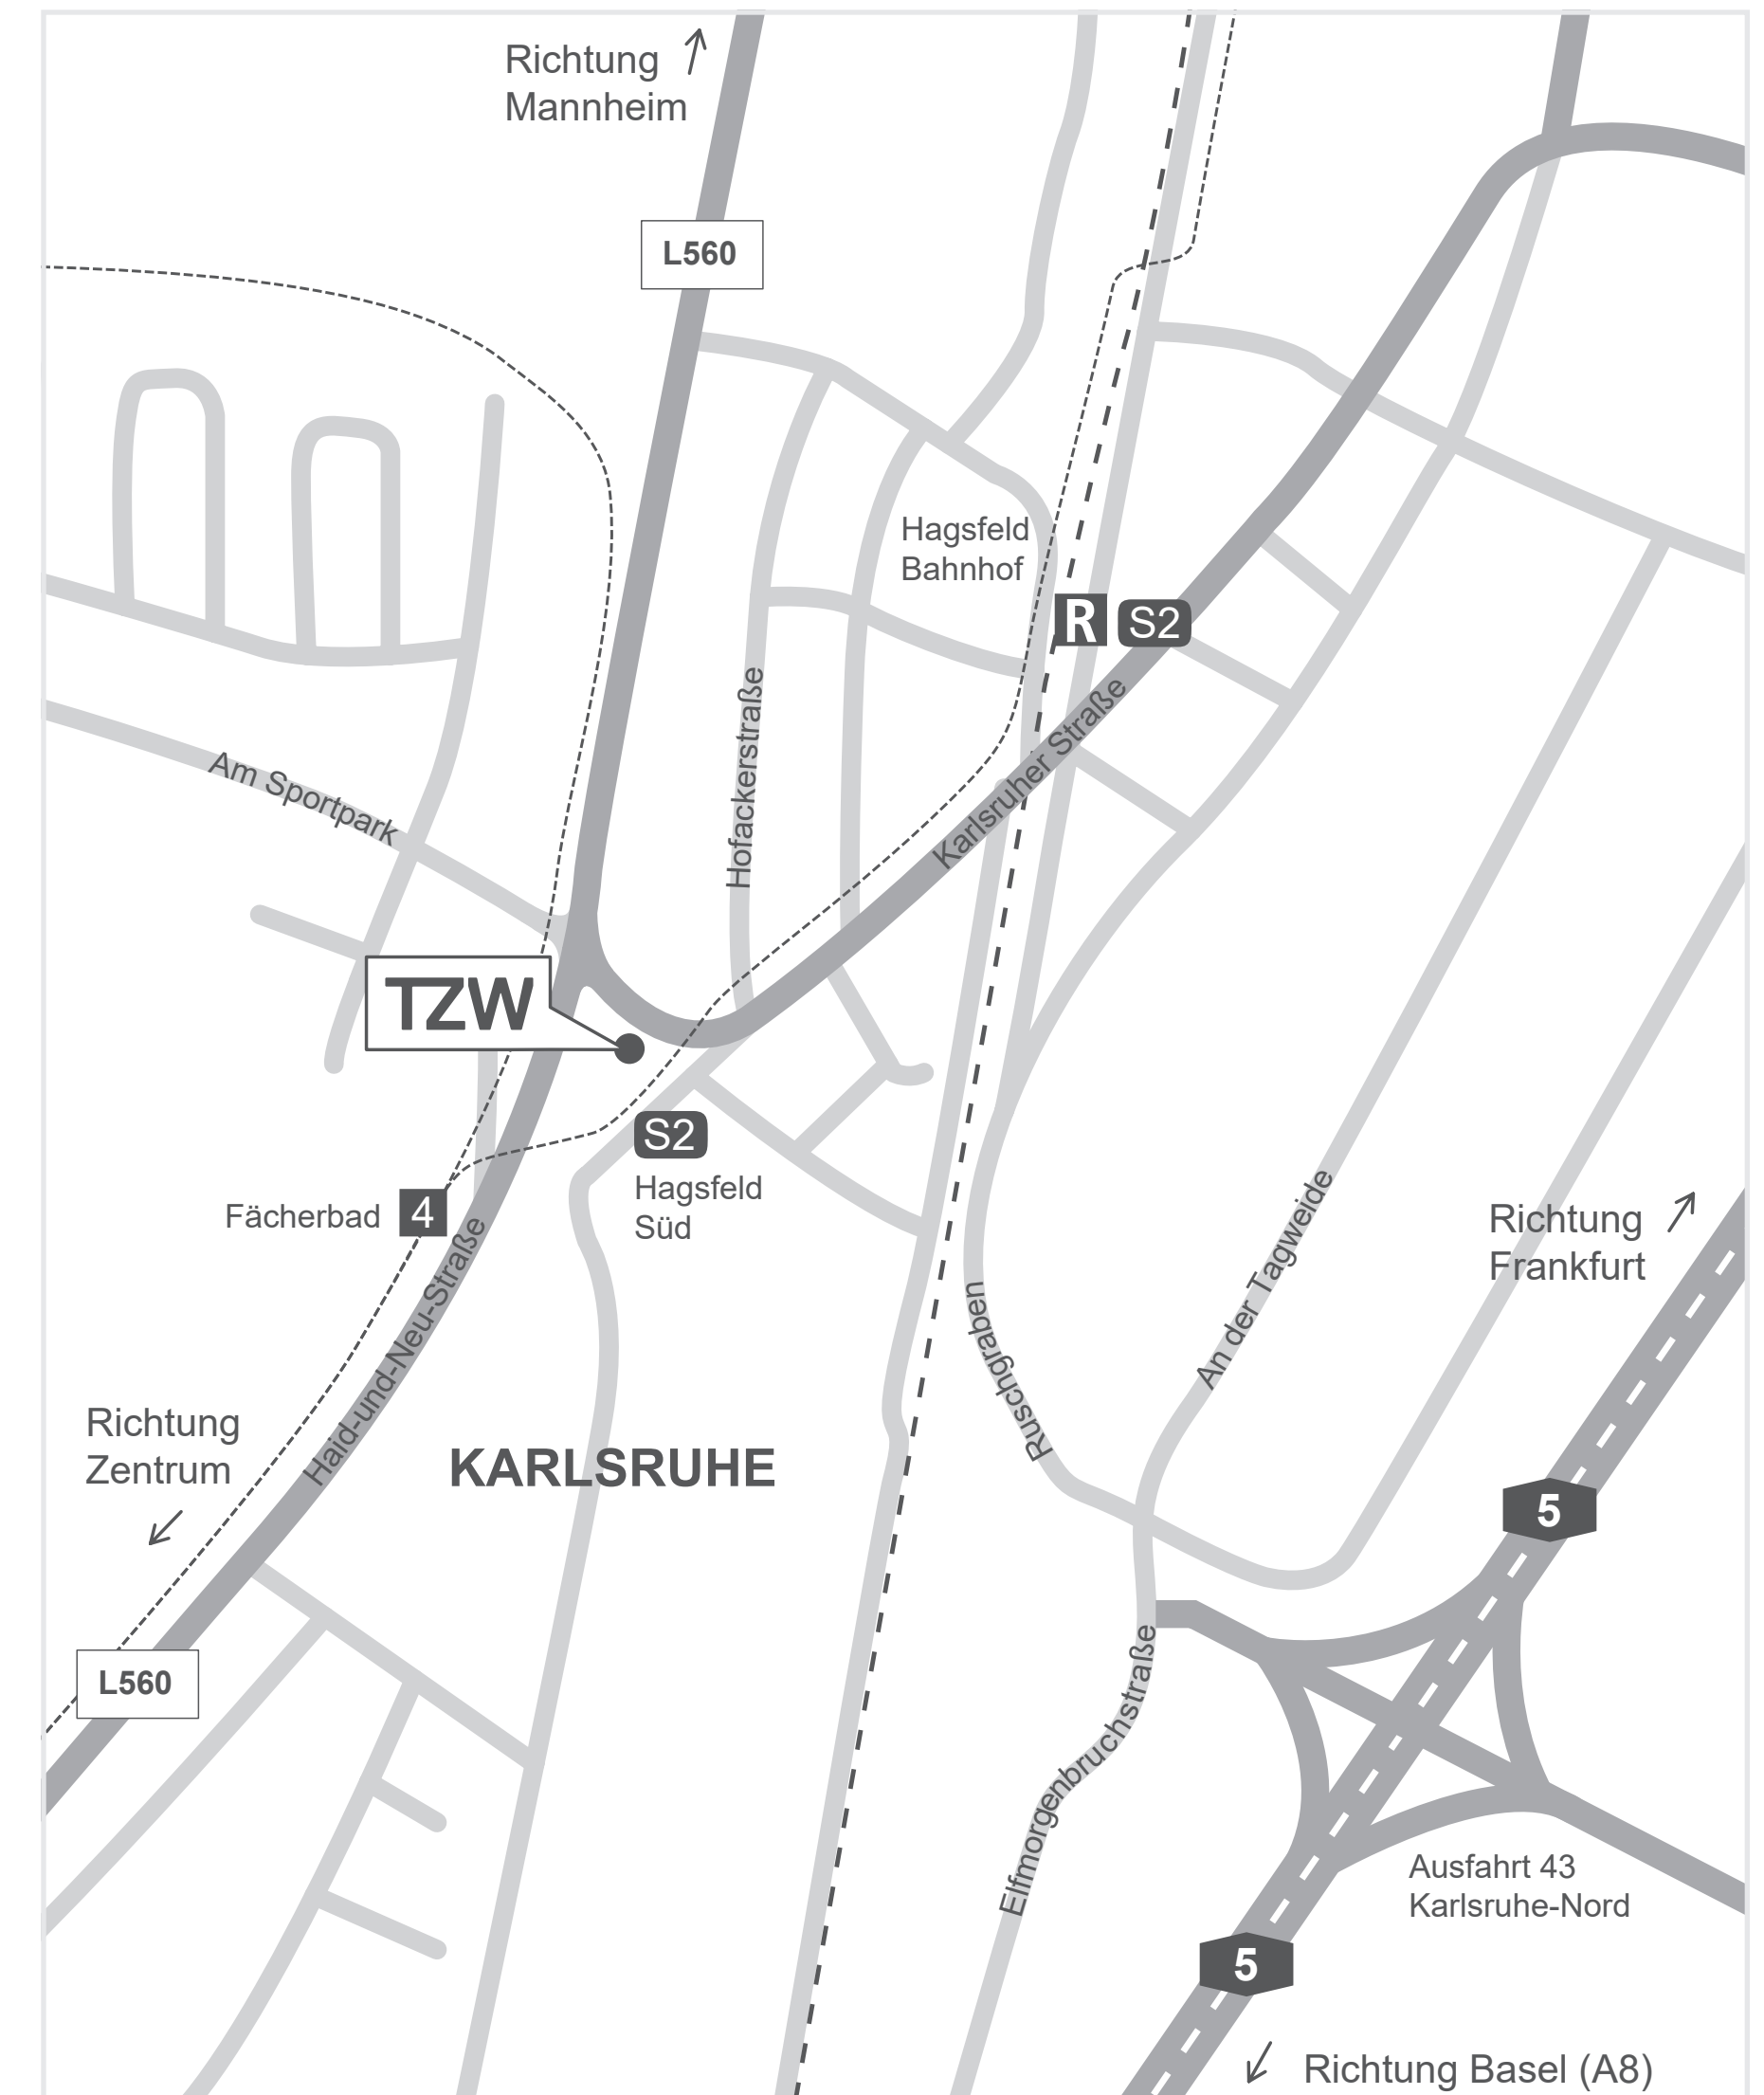 Richtung
Mannheim
L560
Hagsfeld
Bahnhof
R
S2
Karlsruher Straße
Hofackerstraße
Am Sportpark
TZW
S2
Hagsfeld
Süd
Fächerbad
4
Haid-und-Neu-Straße
Richtung
Frankfurt
An der Tagweide
Ruschgraben
Richtung
Zentrum
KARLSRUHE
5
L560
Elfmorgenbruchstraße
Ausfahrt 43
Karlsruhe-Nord
5
Richtung Basel (A8)